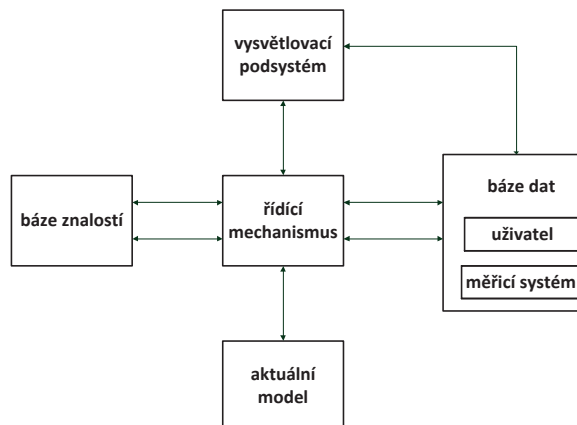 vysvětlovací
podsystém
báze znalostí
řídící
mechanismus
báze dat
uživatel
měřicí systém
aktuální
model